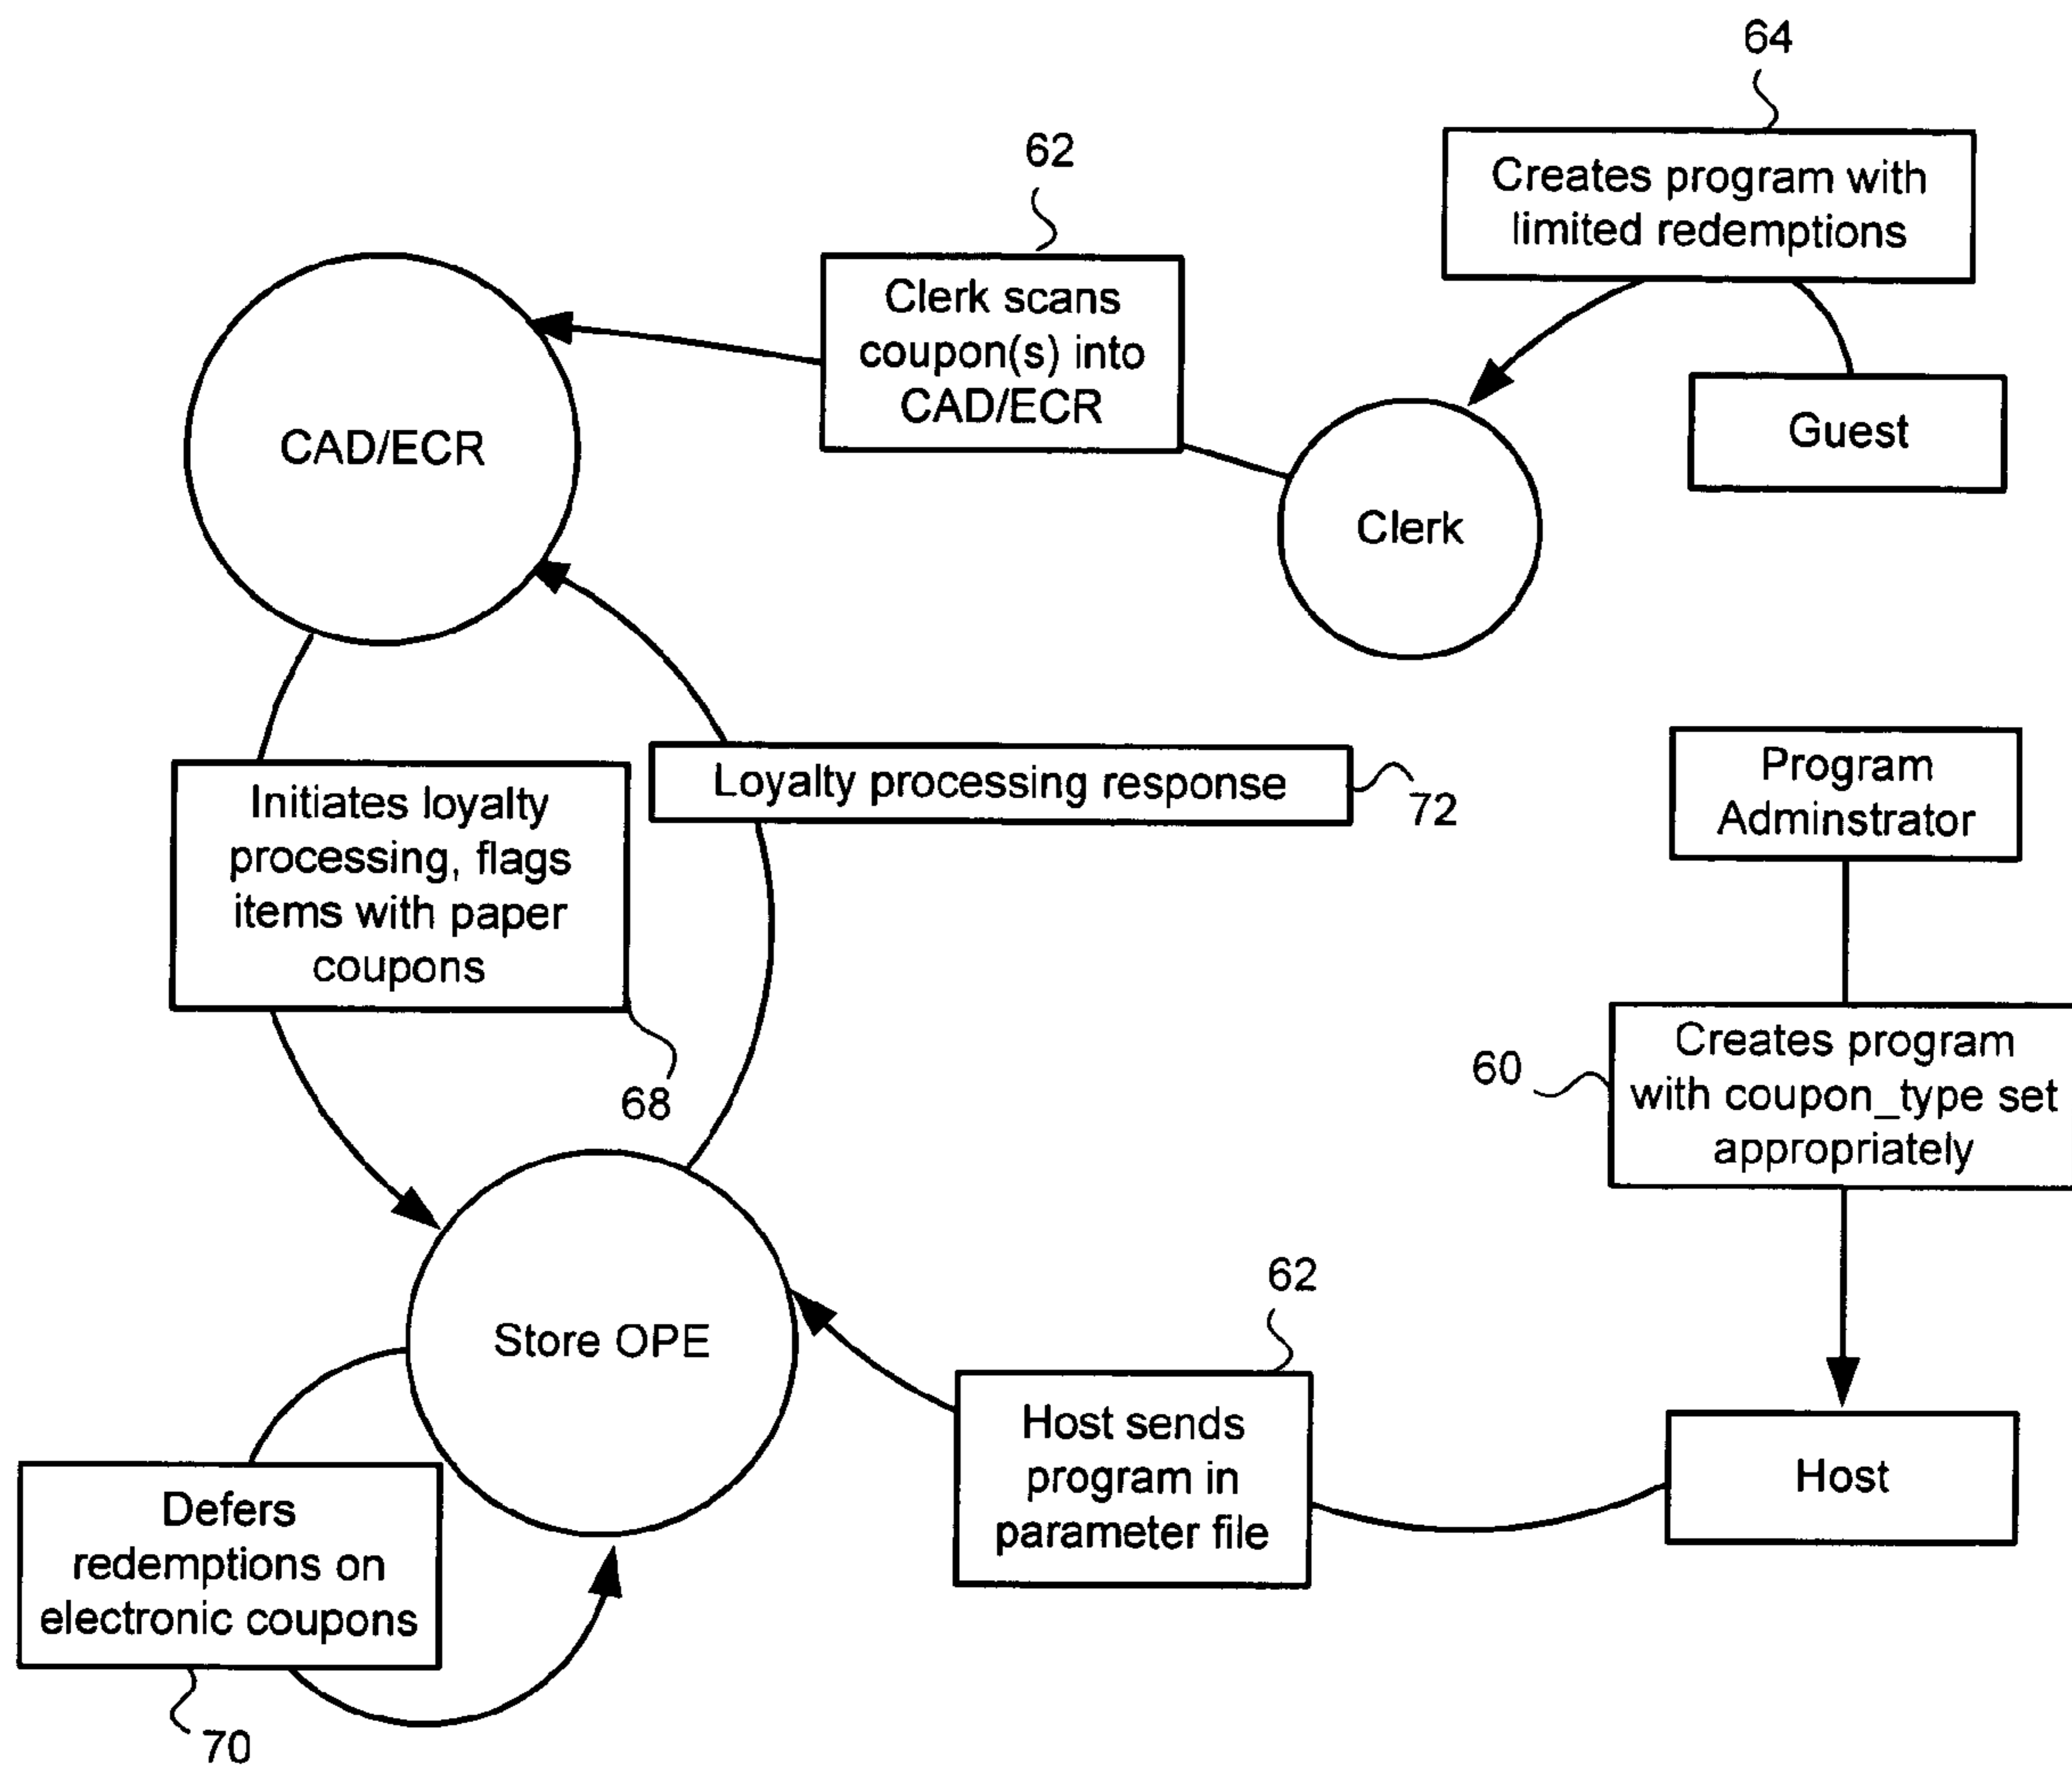 64
Creates program with
limited redemptions
62
Clerk scans
coupon(s) into
CAD/ECR
CAD/ECR
Guest
Clerk
Loyalty processing response
72
Program
Adminstrator
Initiates loyalty
processing, flags
items with paper
coupons
68
60
Creates program
with coupon_type set
appropriately
62
Store OPE
Host sends
program in
parameter file
Host
Defers
redemptions on
electronic coupons
70